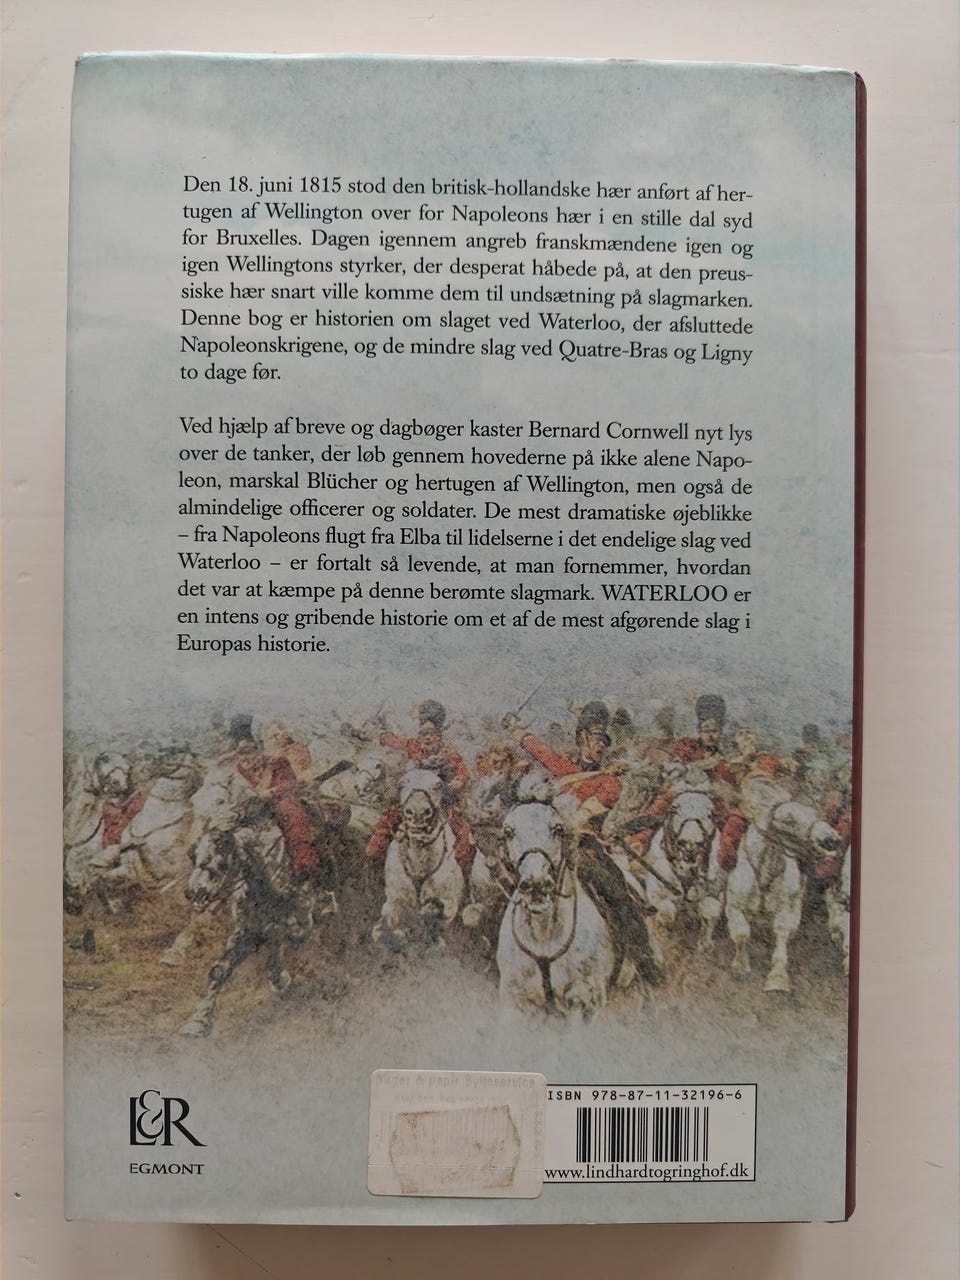 Den 18. juni 1815 stod den britisk-hollandske hær anført af her-
tugen af Wellington over for Napoleons hær i en stille dal syd
for Bruxelles. Dagen igennem angreb franskmændene igen og
igen Wellingtons styrker, der desperat håbede på, at den preus-
siske hær snart ville komme dem til undsætning på slagmarken.
Denne bog er historien om slaget ved Waterloo, der afsluttede
Napoleonskrigene, og de mindre slag ved Quatre-Bras og Ligny
to dage før.
Ved hjælp af breve og dagbøger kaster Bernard Cornwell nyt lys
over de tanker, der løb gennem hovederne på ikke alene Napo-
leon, marskal Blücher og hertugen af Wellington, men også de
almindelige officerer og soldater. De mest dramatiske øjeblikke
– fra Napoleons flugt fra Elba til lidelserne i det endelige slag ved
Waterloo – er fortalt så levende, at man fornemmer, hvordan
det var at kæmpe på denne berømte slagmark. WATERLOO er
en intens og gribende historie om et af de mest afgørende slag i
Europas historie.
L&R
EGMONT
& papir
ISBN 978-87-11-32196-6
www.lindhardtogringhof.dk